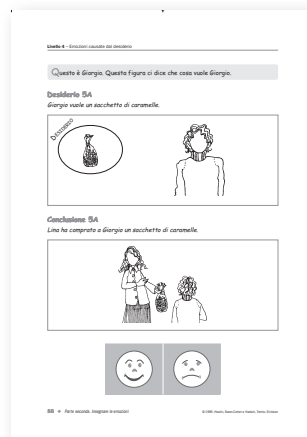 Livello 4 – Emozioni causate dal desiderio
Questo è Giorgio. Questa figura ci dice che cosa vuole Giorgio.
Desiderio 5A
Giorgio vuole un sacchetto di caramelle.
DESIDERIO
Conclusione 5A
Lina ha comprato a Giorgio un sacchetto di caramelle.
88 ✦ Parte seconda. Insegnare le emozioni